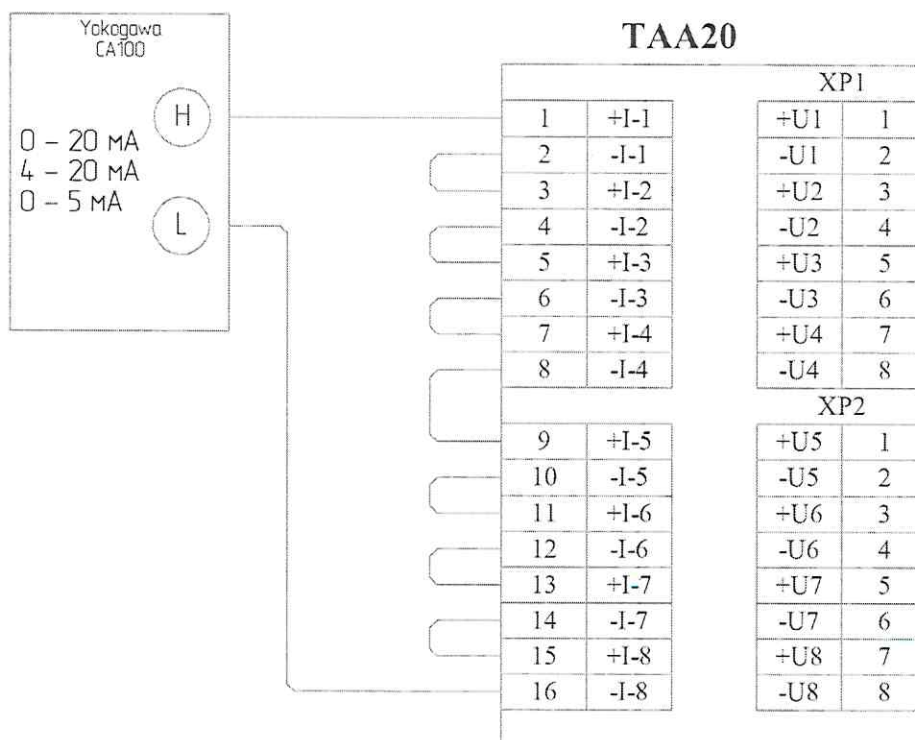 Yokogawa
CA100
H
0 – 20 мА
4 – 20 мА
0 – 5 мА
L
TAA20
XP1
1 +I-1 +U1 1
2 -I-1 -U1 2
3 +I-2 +U2 3
4 -I-2 -U2 4
5 +I-3 +U3 5
6 -I-3 -U3 6
7 +I-4 +U4 7
8 -I-4 -U4 8
XP2
9 +I-5 +U5 1
10 -I-5 -U5 2
11 +I-6 +U6 3
12 -I-6 -U6 4
13 +I-7 +U7 5
14 -I-7 -U7 6
15 +I-8 +U8 7
16 -I-8 -U8 8